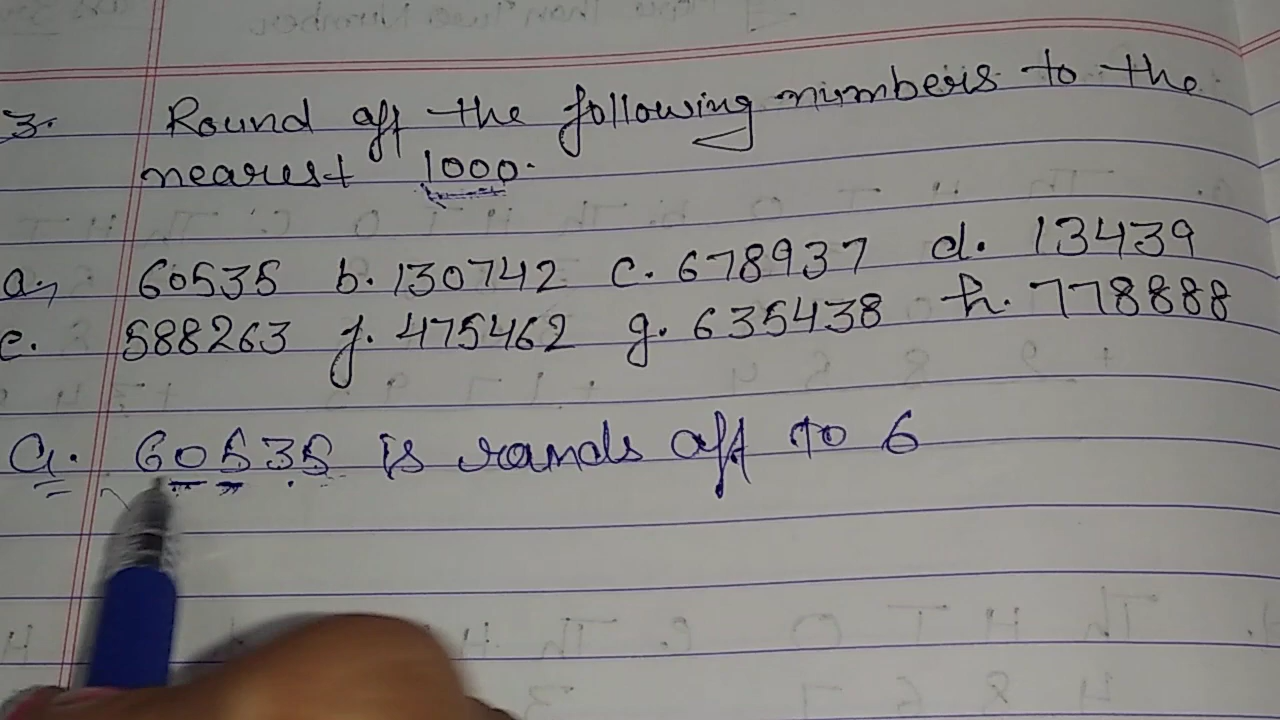 3. Round off the following numbers to the
nearest 1000.
a, 60535 b. 130742 c. 678937 d. 13439
e. 588263 f. 475462 g. 635438 h. 778888
a. 60535 is rounds off to 6